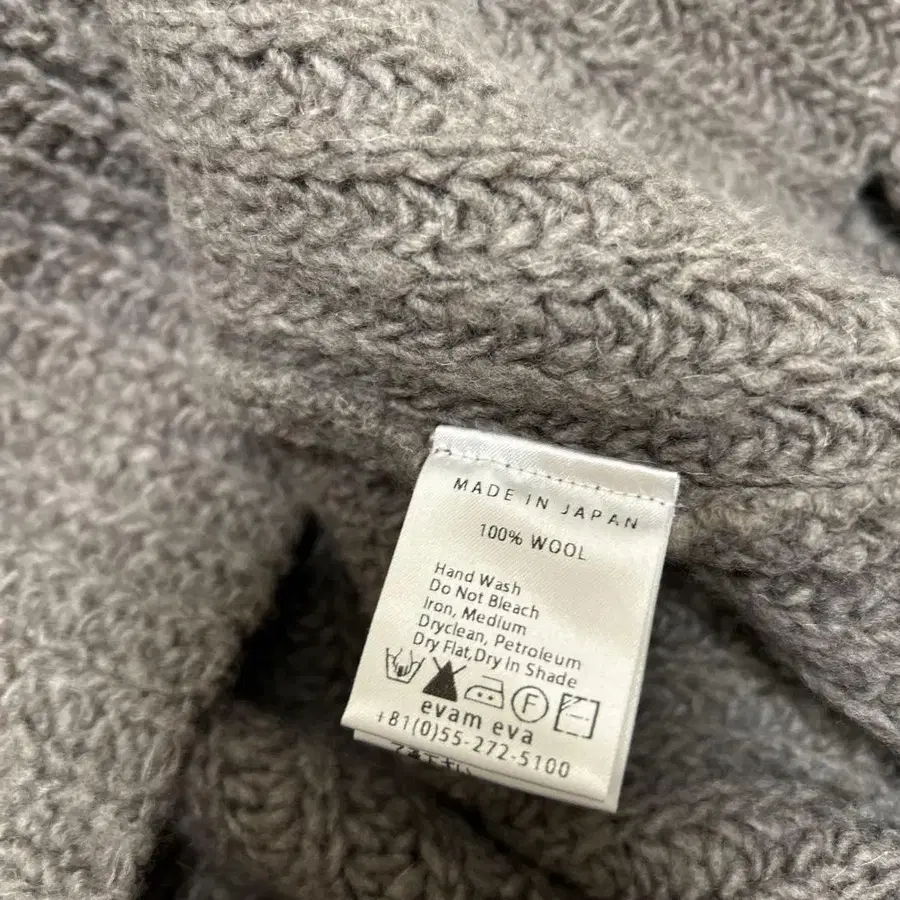 MADE IN JAPAN
100% WOOL
Hand Wash
Do Not Bleach
Iron, Medium
Dryclean, Petroleum
Dry Flat,Dry In Shade
F
evam eva
+81(0)55-272-5100